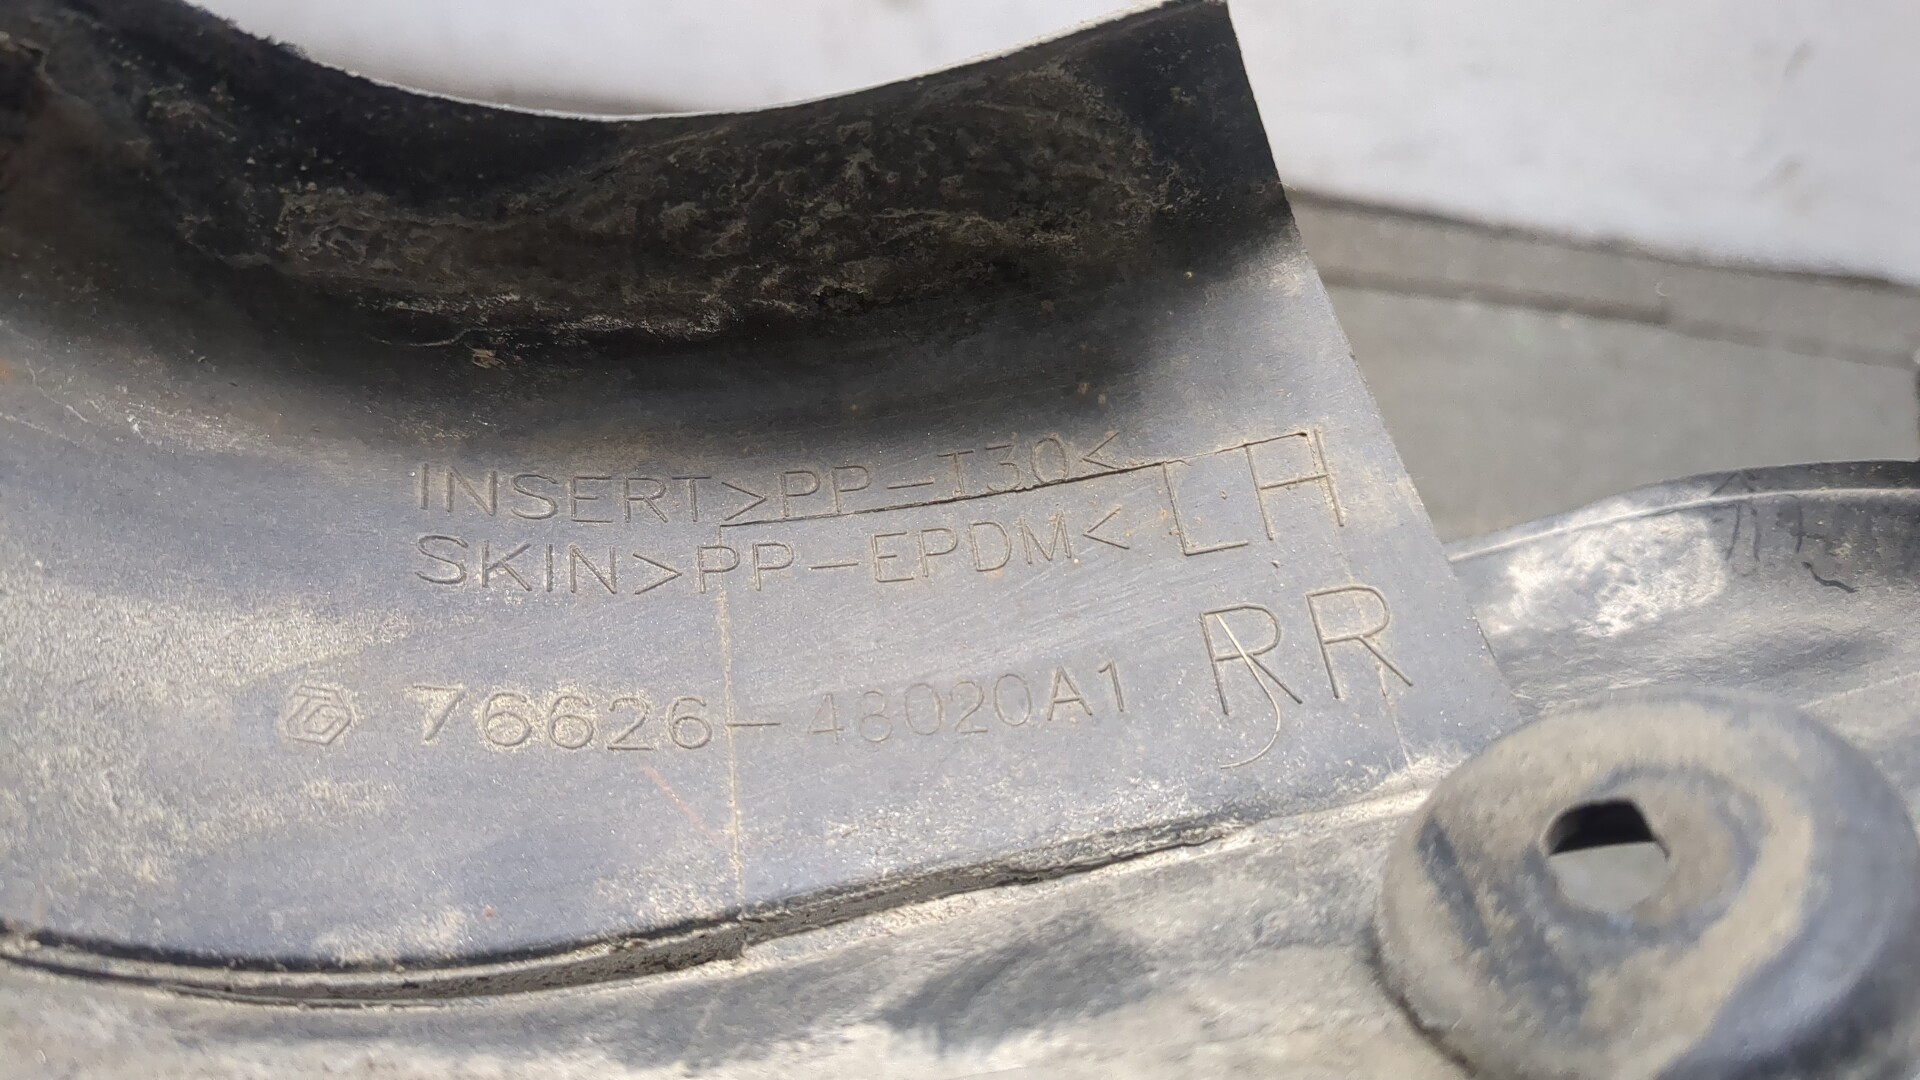 INSERT>PP-T30<
SKIN>PP-EPDM< LH
76626-48020A1 RR